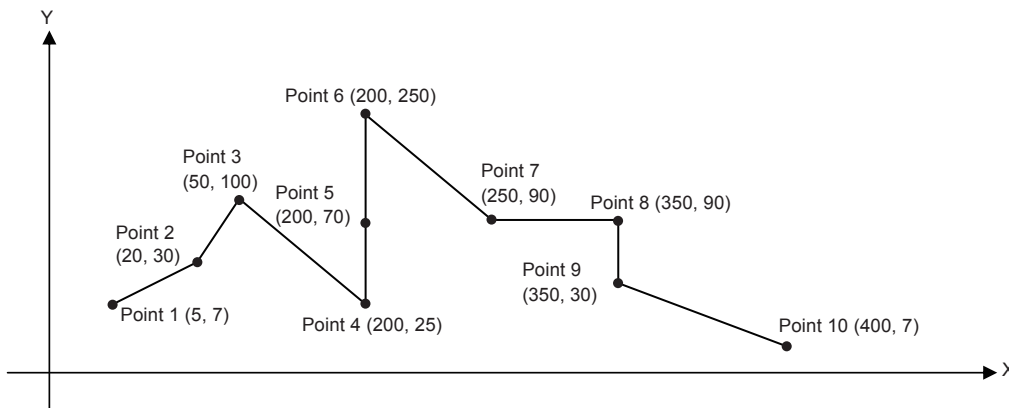 Y
Point 6 (200, 250)
Point 3
(50, 100)
Point 5
(200, 70)
Point 7
(250, 90)
Point 8 (350, 90)
Point 2
(20, 30)
Point 9
(350, 30)
Point 1 (5, 7)
Point 4 (200, 25)
Point 10 (400, 7)
X